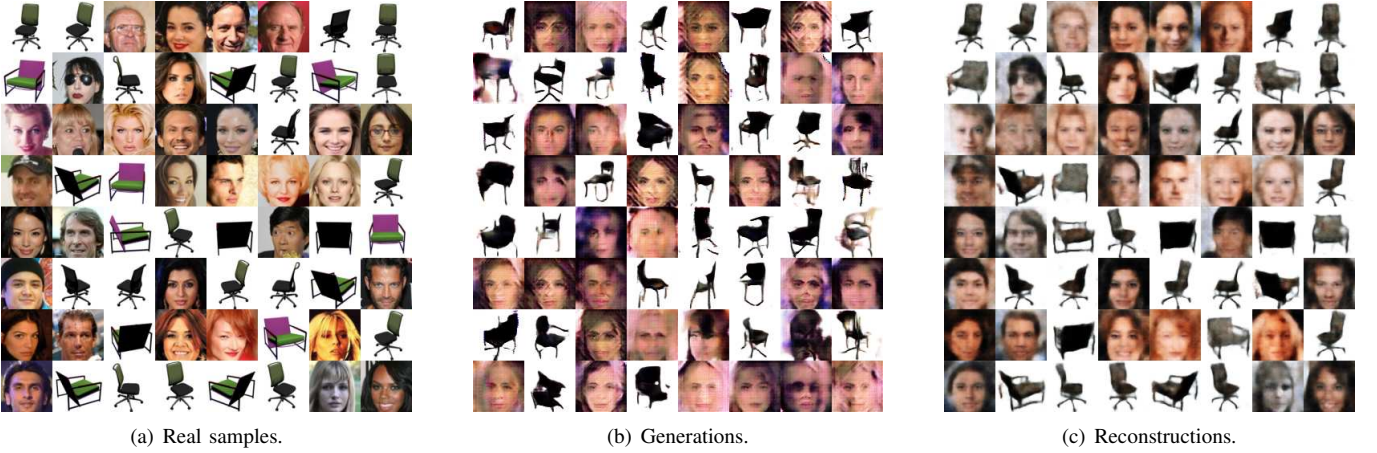 (a) Real samples.
(b) Generations.
(c) Reconstructions.